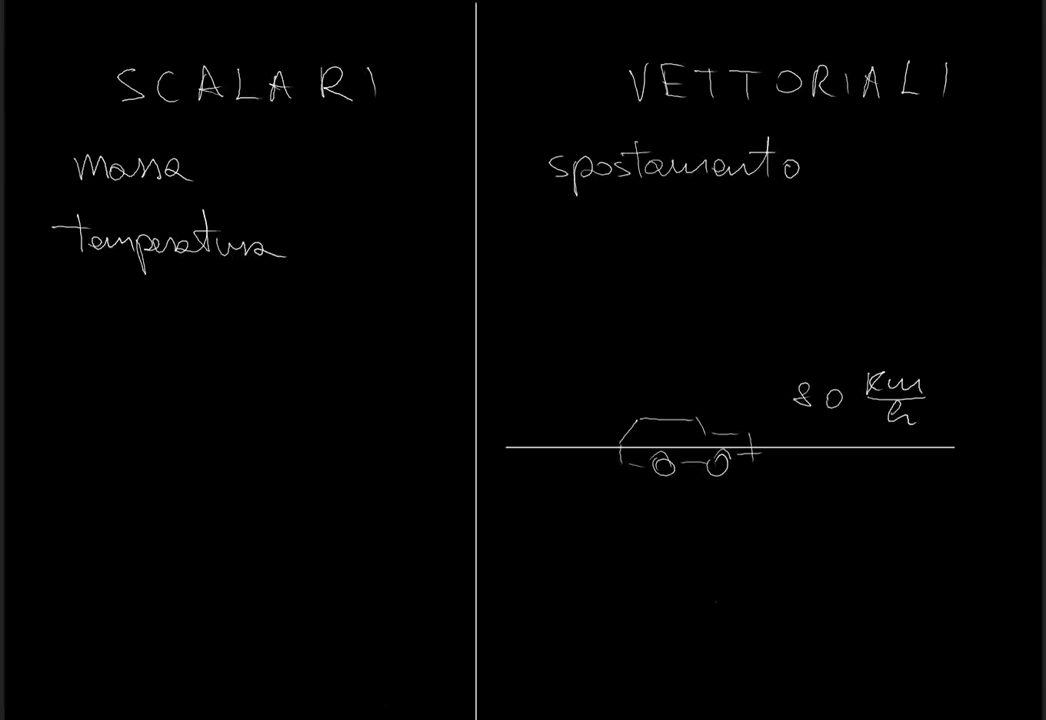 SCALARI
massa
temperatura
VETTORIALI
spostamento
80 km/h